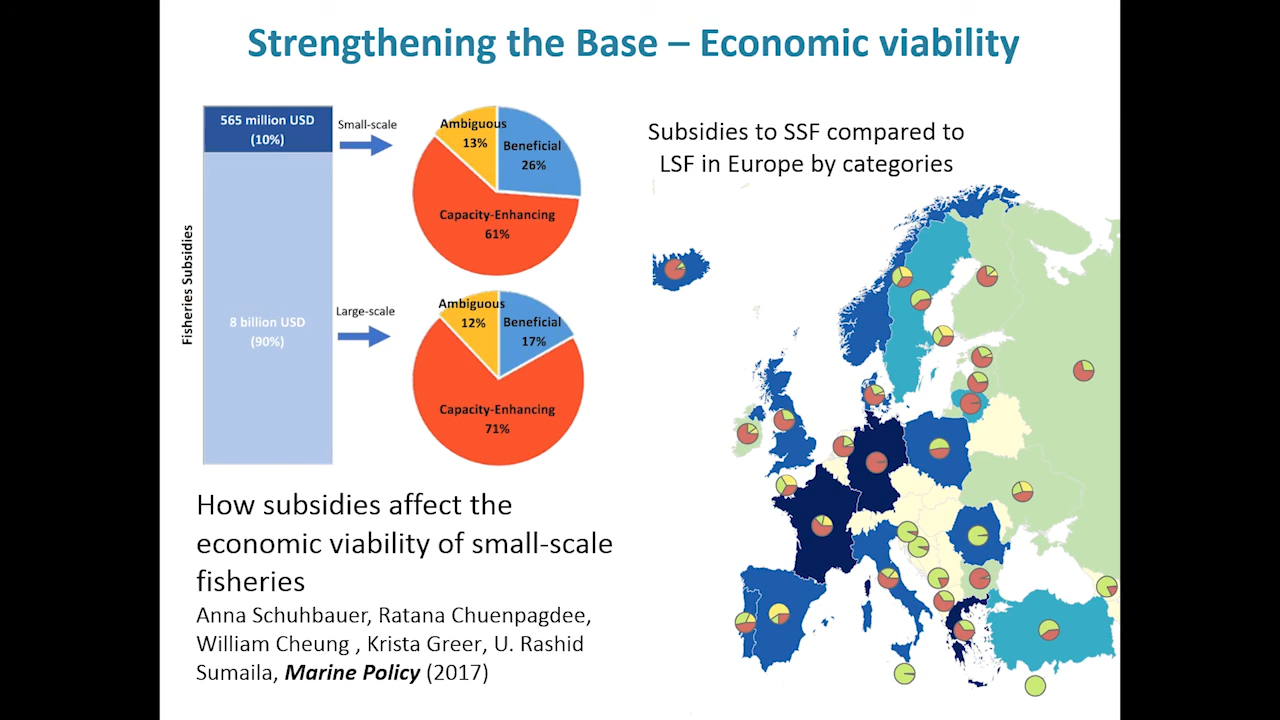 Strengthening the Base – Economic viability
565 million USD
(10%)
Small-scale
Ambiguous
13%
Beneficial
26%
Capacity-Enhancing
61%
Fisheries Subsidies
8 billion USD
(90%)
Large-scale
Ambiguous
12%
Beneficial
17%
Capacity-Enhancing
71%
Subsidies to SSF compared to
LSF in Europe by categories
How subsidies affect the
economic viability of small-scale
fisheries
Anna Schuhbauer, Ratana Chuenpagdee,
William Cheung , Krista Greer, U. Rashid
Sumaila, Marine Policy (2017)